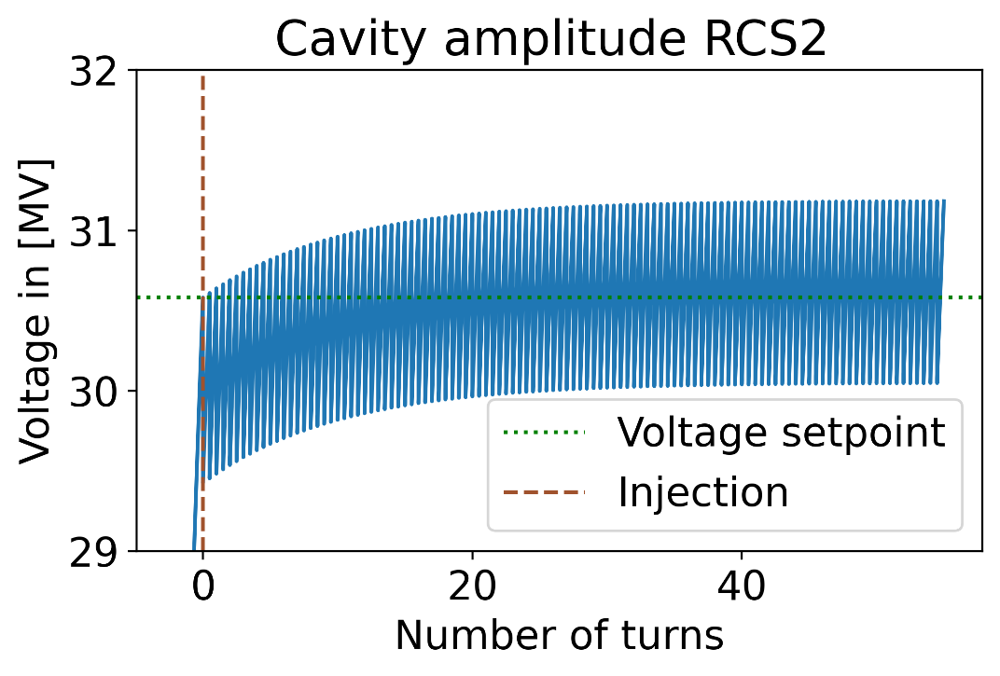 Cavity amplitude RCS2
32
31
30
29
Voltage in [MV]
Voltage setpoint
Injection
0 20 40
Number of turns